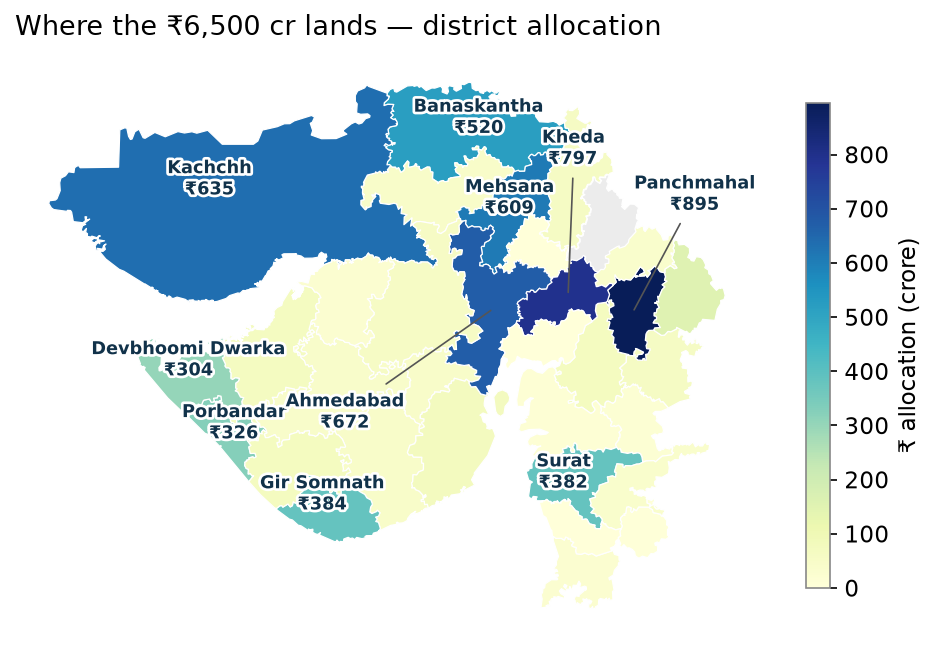 Where the ₹6,500 cr lands — district allocation
Banaskantha
₹520
Kheda
₹797
Kachchh
₹635
Mehsana
₹609
Panchmahal
₹895
Devbhoomi Dwarka
₹304
Porbandar
₹326
Ahmedabad
₹672
Gir Somnath
₹384
Surat
₹382
800
700
600
500
400
300
200
100
0
₹ allocation (crore)